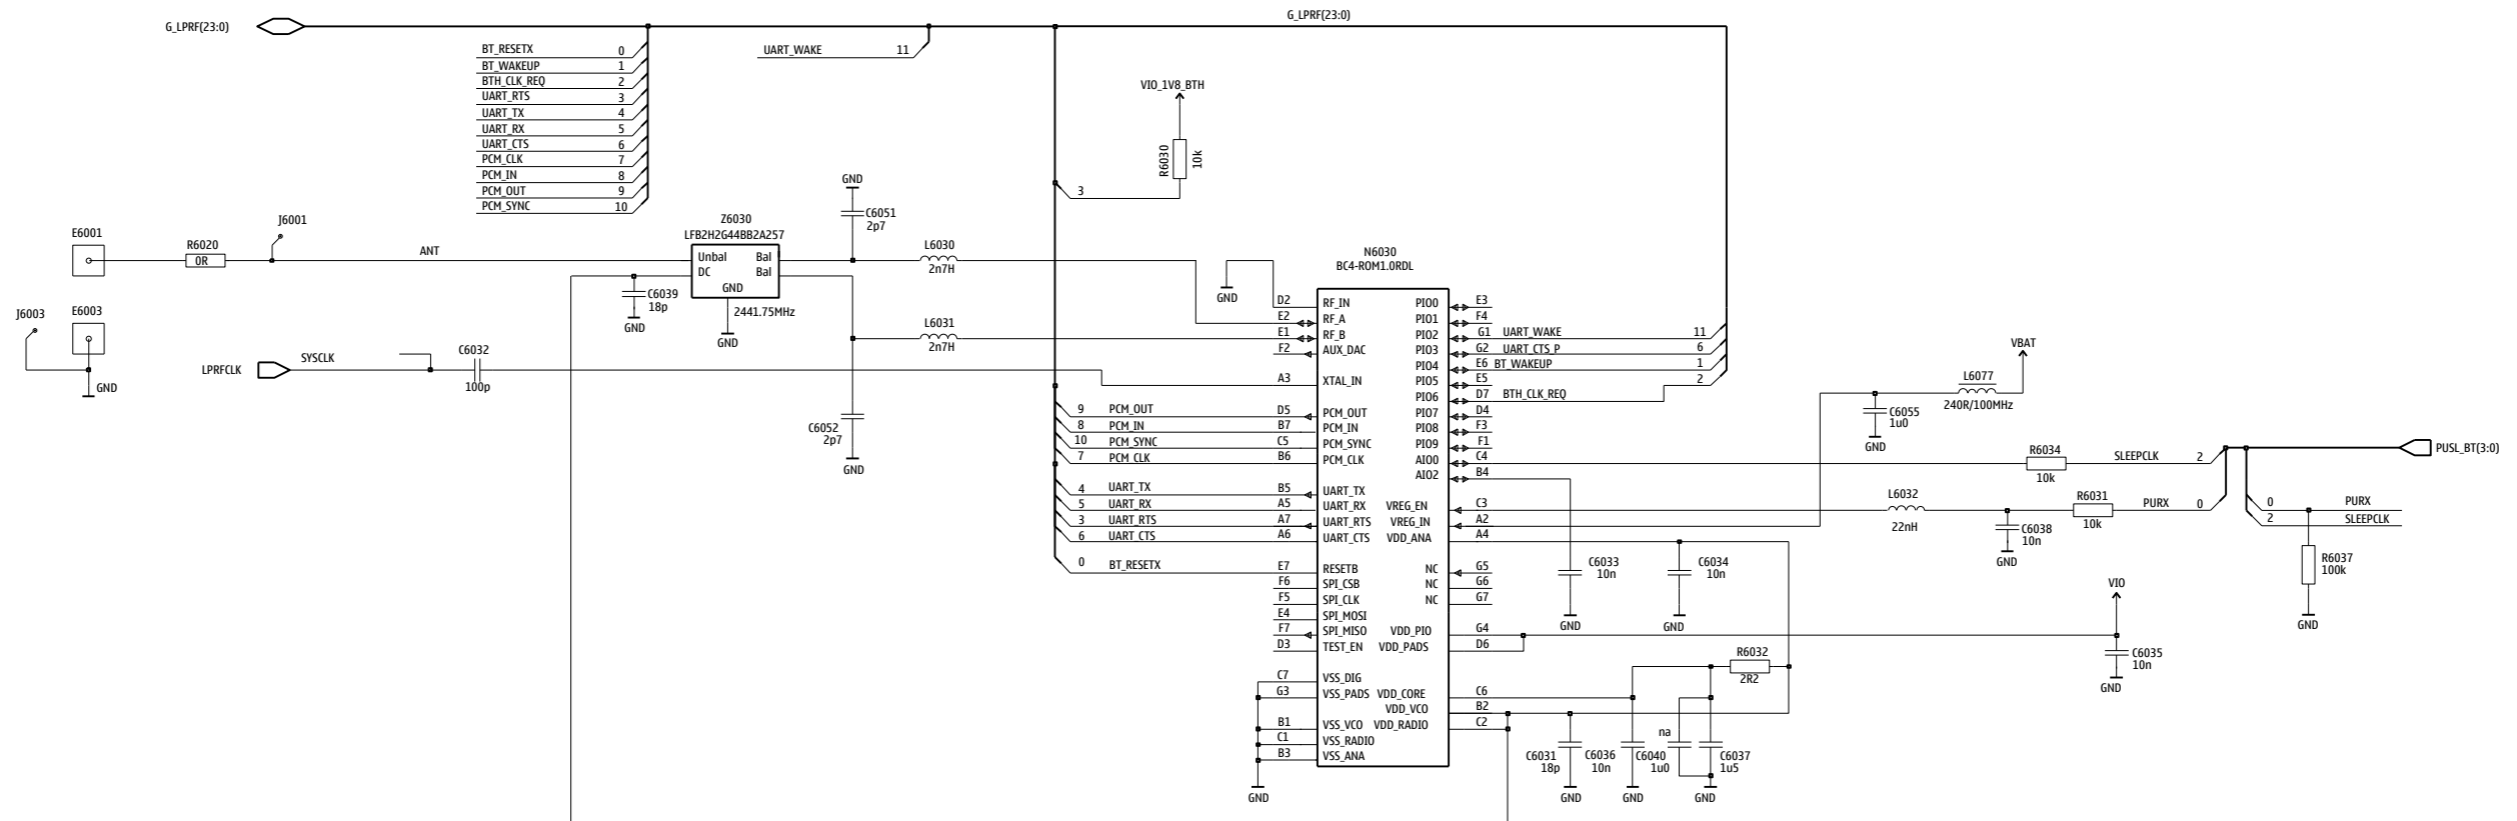 G_LPRF(23:0)
G_LPRF(23:0)
BT_RESETX 0
BT_WAKEUP 1
BTH_CLK_REQ 2
UART_RTS 3
UART_TX 4
UART_RX 5
UART_CTS 6
PCM_CLK 7
PCM_IN 8
PCM_OUT 9
PCM_SYNC 10
UART_WAKE 11
VIO_1V8_BTH
R6030
10k
3
GND
C6051
2p7
J6001
E6001
R6020
0R
ANT
Z6030
LFB2H2G44BB2A257
Unbal Bal
DC Bal
GND
2441.75MHz
GND
C6039
18p
GND
L6030
2n7H
L6031
2n7H
J6003
E6003
GND
LPRFCLK
SYSCLK
C6032
100p
C6052
2p7
GND
GND
N6030
BC4-ROM1.0RDL
D2 RF_IN PIO0 E3
E2 RF_A PIO1 F4
E1 RF_B PIO2 G1 UART_WAKE 11
F2 AUX_DAC PIO3 G2 UART_CTS_P 6
PIO4 E6 BT_WAKEUP 1
A3 XTAL_IN PIO5 E5 2
PIO6 D7 BTH_CLK_REQ
9 PCM_OUT D5 PCM_OUT PIO7 D4
8 PCM_IN B7 PCM_IN PIO8 F3
10 PCM_SYNC C5 PCM_SYNC PIO9 F1
7 PCM_CLK B6 PCM_CLK AIO0 C4
AIO2 B4
4 UART_TX B5 UART_TX
5 UART_RX A5 UART_RX VREG_EN C3
3 UART_RTS A7 UART_RTS VREG_IN A2
6 UART_CTS A6 UART_CTS VDD_ANA A4
0 BT_RESETX E7 RESETB NC G5
F6 SPI_CSB NC G6
F5 SPI_CLK NC G7
E4 SPI_MOSI
F7 SPI_MISO VDD_PIO G4
D3 TEST_EN VDD_PADS D6
C7 VSS_DIG
G3 VSS_PADS VDD_CORE C6
VDD_VCO B2
B1 VSS_VCO VDD_RADIO C2
C1 VSS_RADIO
B3 VSS_ANA
GND
VBAT
L6077
240R/100MHz
C6055
1u0
GND
R6034
10k
SLEEPCLK 2
PUSL_BT(3:0)
L6032
22nH
R6031
10k
PURX 0
C6038
10n
GND
0 PURX
2 SLEEPCLK
R6037
100k
GND
C6033
10n
GND
C6034
10n
GND
VIO
C6035
10n
GND
R6032
2R2
C6031
18p
GND
C6036
10n
C6040
1u0
GND
na
C6037
1u5
GND